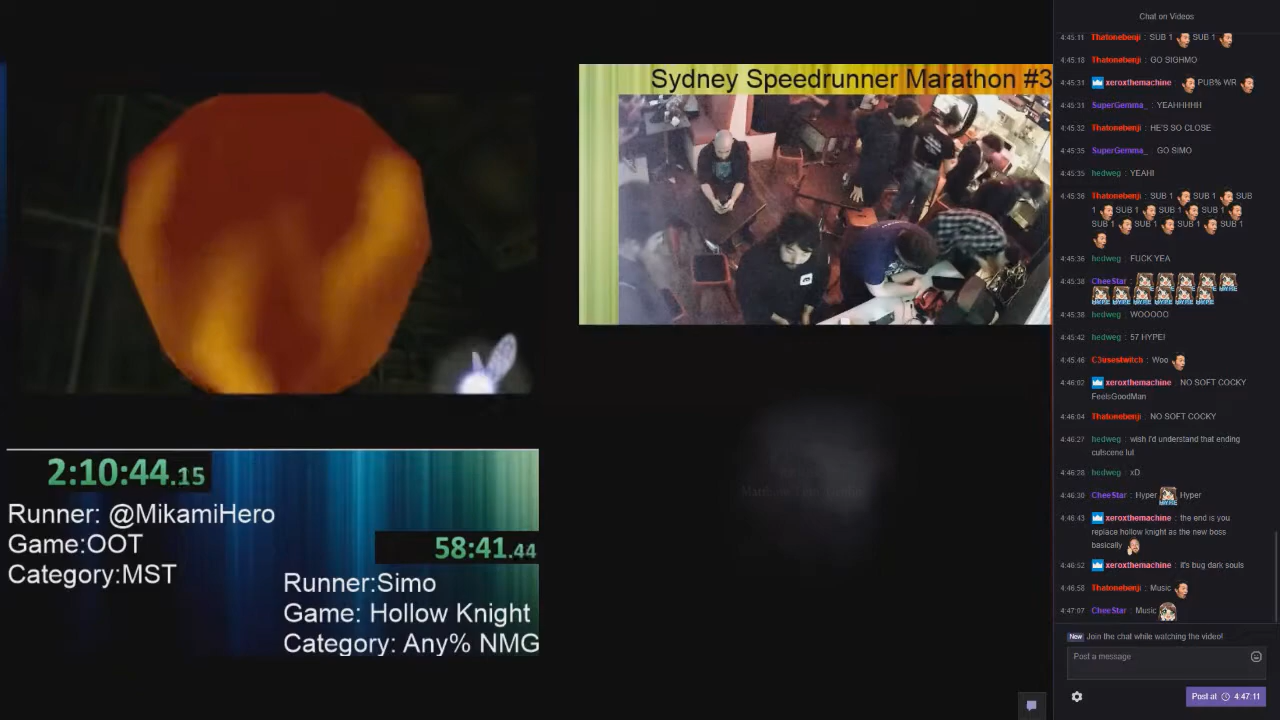 Sydney Speedrunner Marathon #3
2:10:44.15
Runner: @MikamiHero
Game:OOT
Category:MST
58:41.44
Runner:Simo
Game: Hollow Knight
Category: Any% NMG
Chat on Videos
4:45:11 Thatonebenji : SUB 1 SUB 1
4:45:18 Thatonebenji : GO SIGHMO
4:45:31 xeroxthemachine : PUB% WR
4:45:31 SuperGemma_ : YEAHHHHH
4:45:32 Thatonebenji : HE'S SO CLOSE
4:45:35 SuperGemma_ : GO SIMO
4:45:35 hedweg : YEAH!
4:45:36 Thatonebenji : SUB 1 SUB 1 SUB
1 SUB 1 SUB 1 SUB 1
SUB 1 SUB 1 SUB 1 SUB 1
4:45:36 hedweg : FUCK YEA
4:45:38 CheeStar :
4:45:38 hedweg : WOOOOO
4:45:42 hedweg : 57 HYPE!
4:45:46 C3ursestwitch : Woo
4:46:02 xeroxthemachine : NO SOFT COCKY
FeelsGoodMan
4:46:04 Thatonebenji : NO SOFT COCKY
4:46:27 hedweg : wish i'd understand that ending
cutscene lul
4:46:28 hedweg : xD
4:46:30 CheeStar : Hyper Hyper
4:46:43 xeroxthemachine : the end is you
replace hollow knight as the new boss
basically
4:46:52 xeroxthemachine : it's bug dark souls
4:46:58 Thatonebenji : Music
4:47:07 CheeStar : Music
New Join the chat while watching the video!
Post a message
Post at 4:47:11